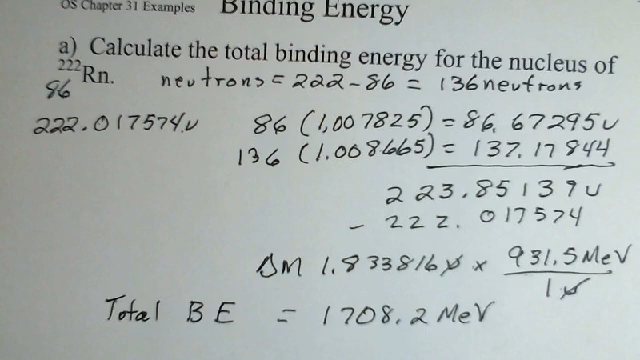 OS Chapter 31 Examples Binding Energy
a) Calculate the total binding energy for the nucleus of
222
86 Rn. neutrons = 222 - 86 = 136 neutrons
222.017574u 86 (1.007825) = 86.67295u
136 (1.008665) = 137.17844
223.85139u
- 222.017574
ΔM 1.833816u x 931.5 MeV
1u
Total BE = 1708.2 MeV